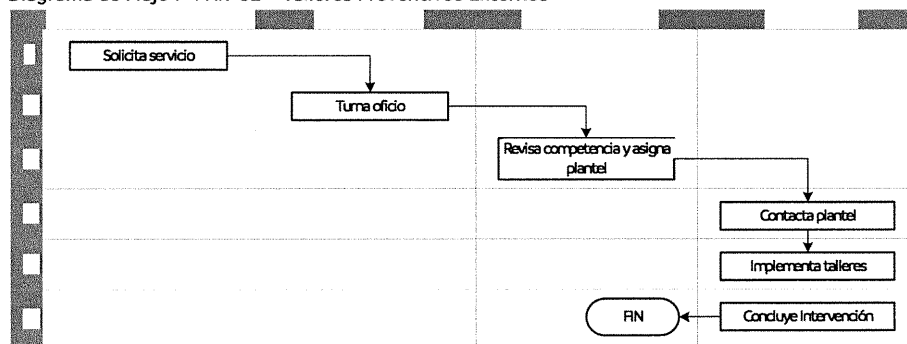 Solicita servicio
Turna oficio
Revisa competencia y asigna
plantel
Contacta plantel
Implementa talleres
FIN
Concluye Intervención